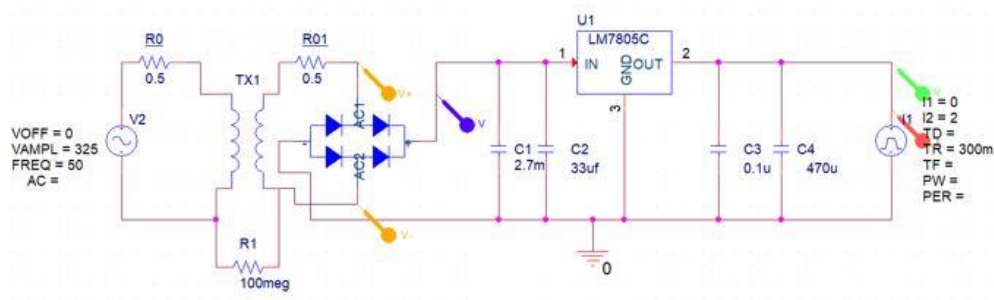 U1
LM7805C
R0
0.5
R01
0.5
TX1
1
IN
OUT
GND
2
3
V+
V
V
V-
V2
VOFF = 0
VAMPL = 325
FREQ = 50
AC =
AC1
AC2
-
+
C1
2.7m
C2
33uf
C3
0.1u
C4
470u
I1
I1 = 0
I2 = 2
TD =
TR = 300m
TF =
PW =
PER =
R1
100meg
0